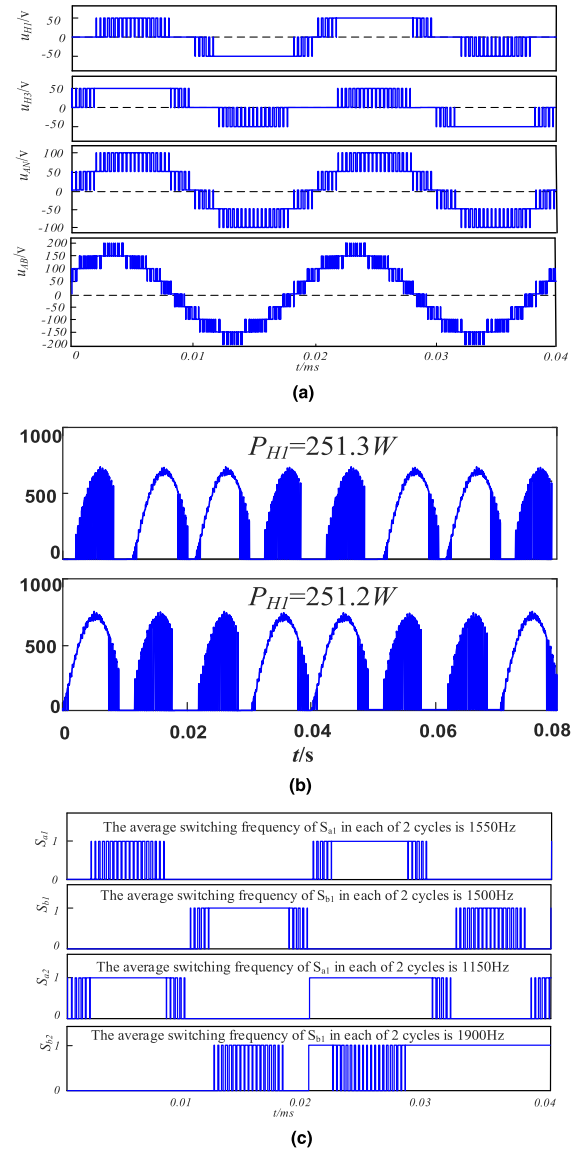 u_H1/v
50
0
-50
u_H3/v
50
0
-50
u_AN/v
100
50
0
-50
-100
u_AB/v
200
150
100
50
0
-50
-100
-150
-200
0 0.01 0.02 0.03 0.04
t/ms
(a)
1000
500
0
P_H1=251.3W
1000
500
0
P_H1=251.2W
0 0.02 0.04 0.06 0.08
t/s
(b)
S_a1
1
0
The average switching frequency of S_a1 in each of 2 cycles is 1550Hz
S_b1
1
0
The average switching frequency of S_b1 in each of 2 cycles is 1500Hz
S_a2
1
0
The average switching frequency of S_a1 in each of 2 cycles is 1150Hz
S_b2
1
0
The average switching frequency of S_b1 in each of 2 cycles is 1900Hz
0.01 0.02 0.03 0.04
t/ms
(c)